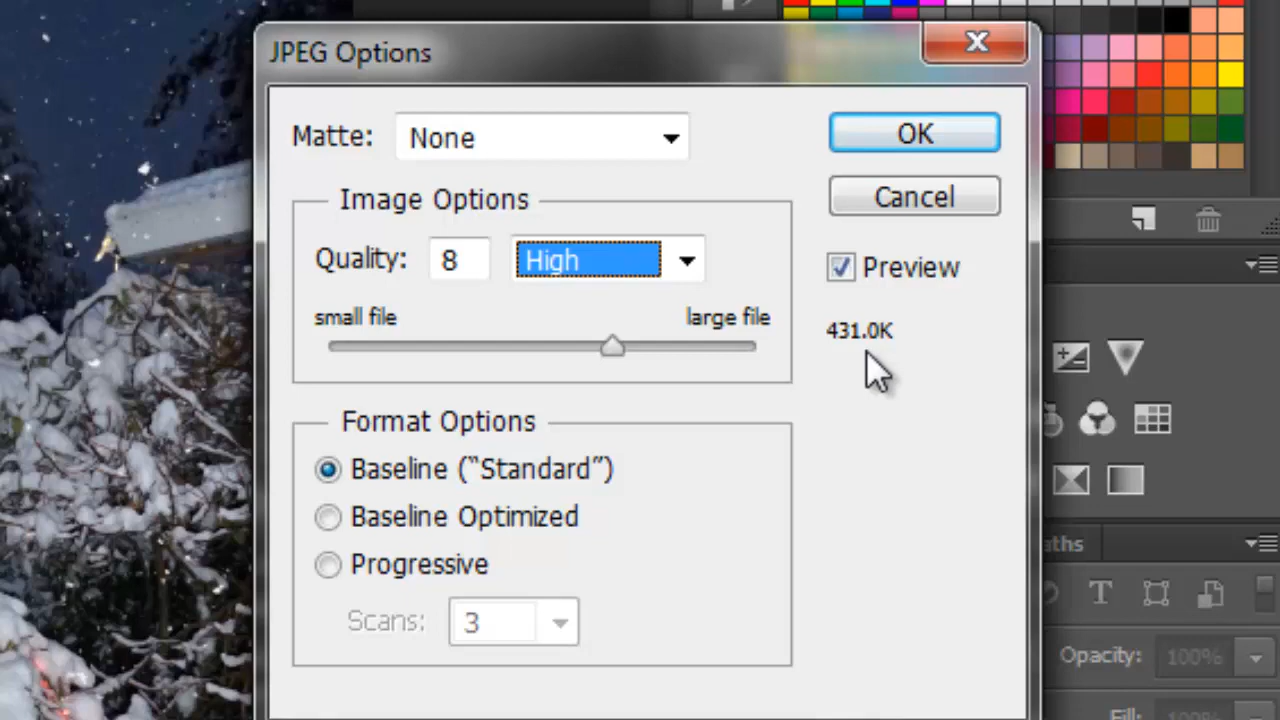 JPEG Options
Matte: None
OK
Image Options
Cancel
Quality: 8 High
Preview
small file large file
431.0K
Format Options
Baseline (“Standard”)
Baseline Optimized
Progressive
Scans: 3
Opacity: 100%
Fill: